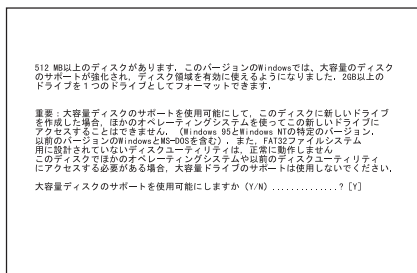 512 MB以上のディスクがあります．このバージョンのWindowsでは、大容量のディスク
のサポートが強化され，ディスク領域を有効に使えるようになりました．2GB以上の
ドライブを１つのドライブとしてフォーマットできます．
重要：大容量ディスクのサポートを使用可能にして，このディスクに新しいドライブ
を作成した場合，ほかのオペレーティングシステムを使ってこの新しいドライブに
アクセスすることはできません．（Windows 95とWindows NTの特定のバージョン，
以前のバージョンのWindowsとMS-DOSを含む）．また，FAT32ファイルシステム
用に設計されていないディスクユーティリティは，正常に動作しません
このディスクでほかのオペレーティングシステムや以前のディスクユーティリティ
にアクセスする必要がある場合，大容量ドライブのサポートは使用しないでください．
大容量ディスクのサポートを使用可能にしますか（Y/N）..............? [Y]